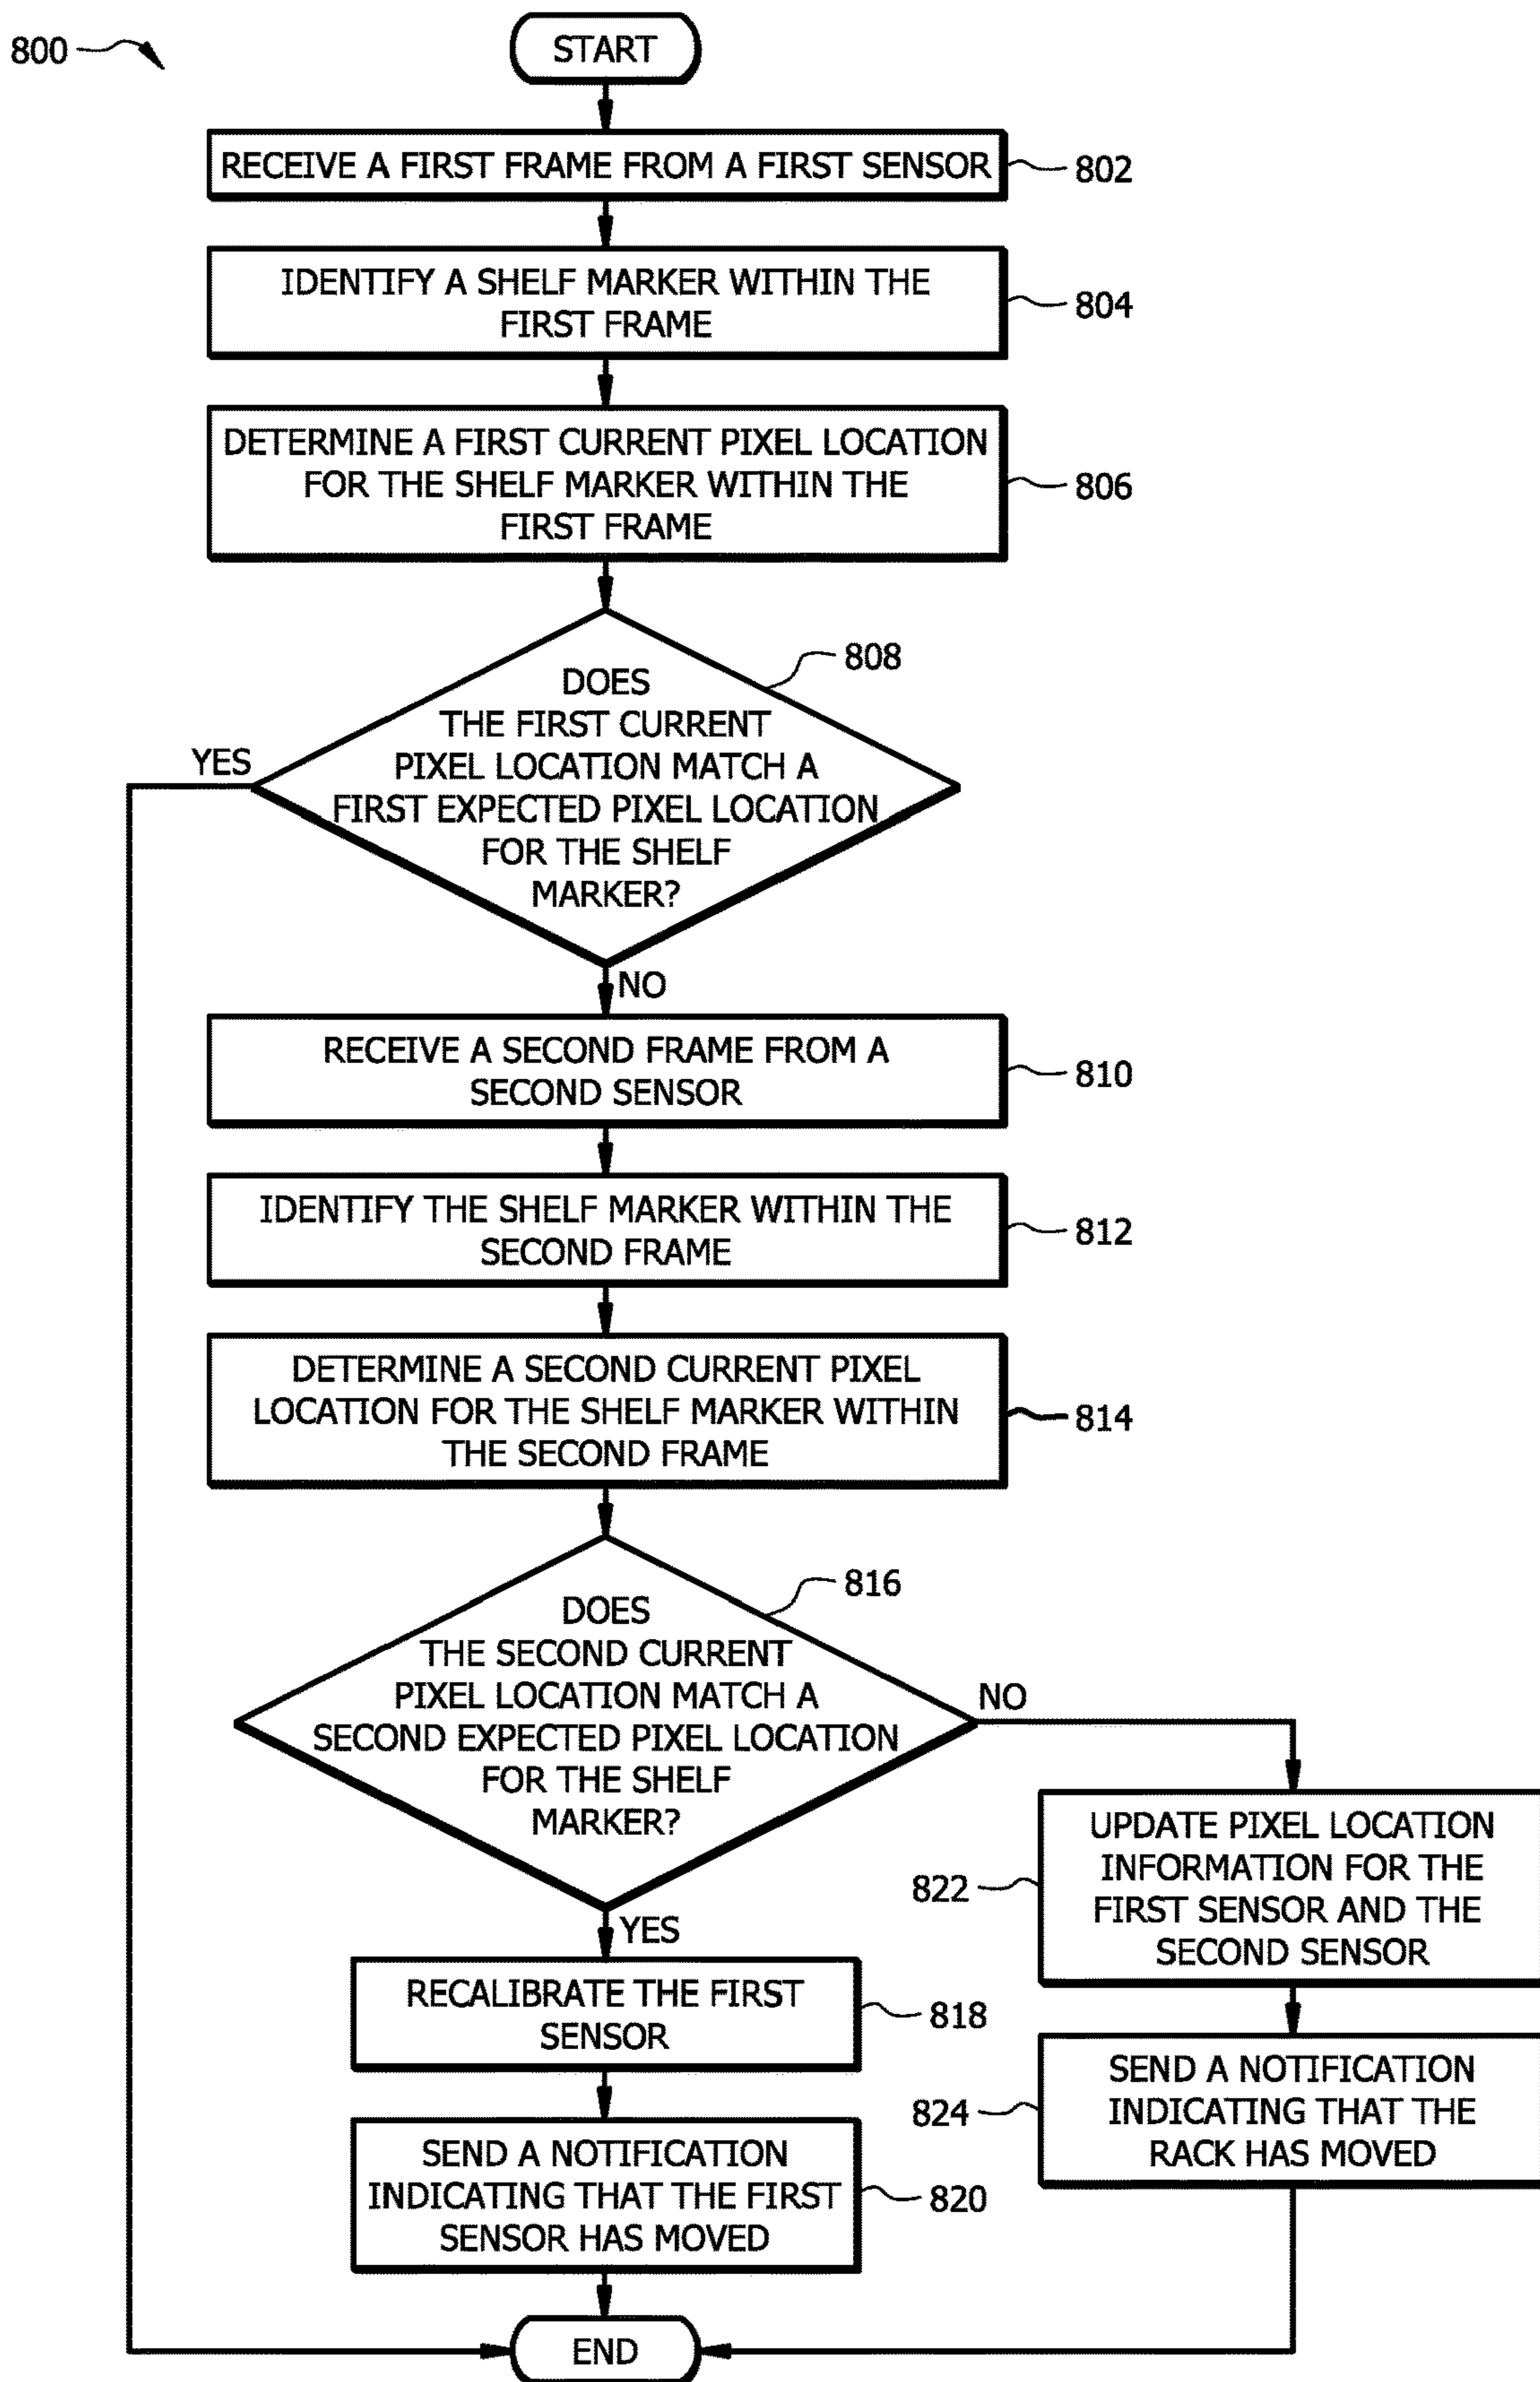 800
START
RECEIVE A FIRST FRAME FROM A FIRST SENSOR
802
IDENTIFY A SHELF MARKER WITHIN THE
FIRST FRAME
804
DETERMINE A FIRST CURRENT PIXEL LOCATION
FOR THE SHELF MARKER WITHIN THE
FIRST FRAME
806
808
DOES
THE FIRST CURRENT
PIXEL LOCATION MATCH A
FIRST EXPECTED PIXEL LOCATION
FOR THE SHELF
MARKER?
YES
NO
RECEIVE A SECOND FRAME FROM A
SECOND SENSOR
810
IDENTIFY THE SHELF MARKER WITHIN THE
SECOND FRAME
812
DETERMINE A SECOND CURRENT PIXEL
LOCATION FOR THE SHELF MARKER WITHIN
THE SECOND FRAME
814
816
DOES
THE SECOND CURRENT
PIXEL LOCATION MATCH A
SECOND EXPECTED PIXEL LOCATION
FOR THE SHELF
MARKER?
NO
YES
UPDATE PIXEL LOCATION
INFORMATION FOR THE
FIRST SENSOR AND THE
SECOND SENSOR
822
RECALIBRATE THE FIRST
SENSOR
818
SEND A NOTIFICATION
INDICATING THAT THE
RACK HAS MOVED
824
SEND A NOTIFICATION
INDICATING THAT THE FIRST
SENSOR HAS MOVED
820
END